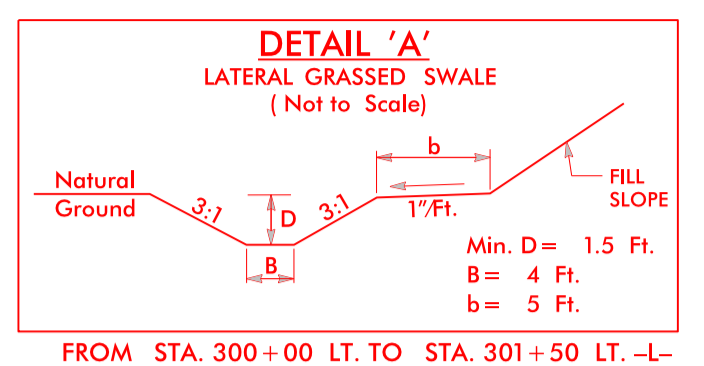 DETAIL 'A'
LATERAL GRASSED SWALE
( Not to Scale)
b
Natural
Ground
3:1
D
3:1
1"/Ft.
FILL
SLOPE
B
Min. D = 1.5 Ft.
B = 4 Ft.
b = 5 Ft.
FROM STA. 300+00 LT. TO STA. 301+50 LT. –L–